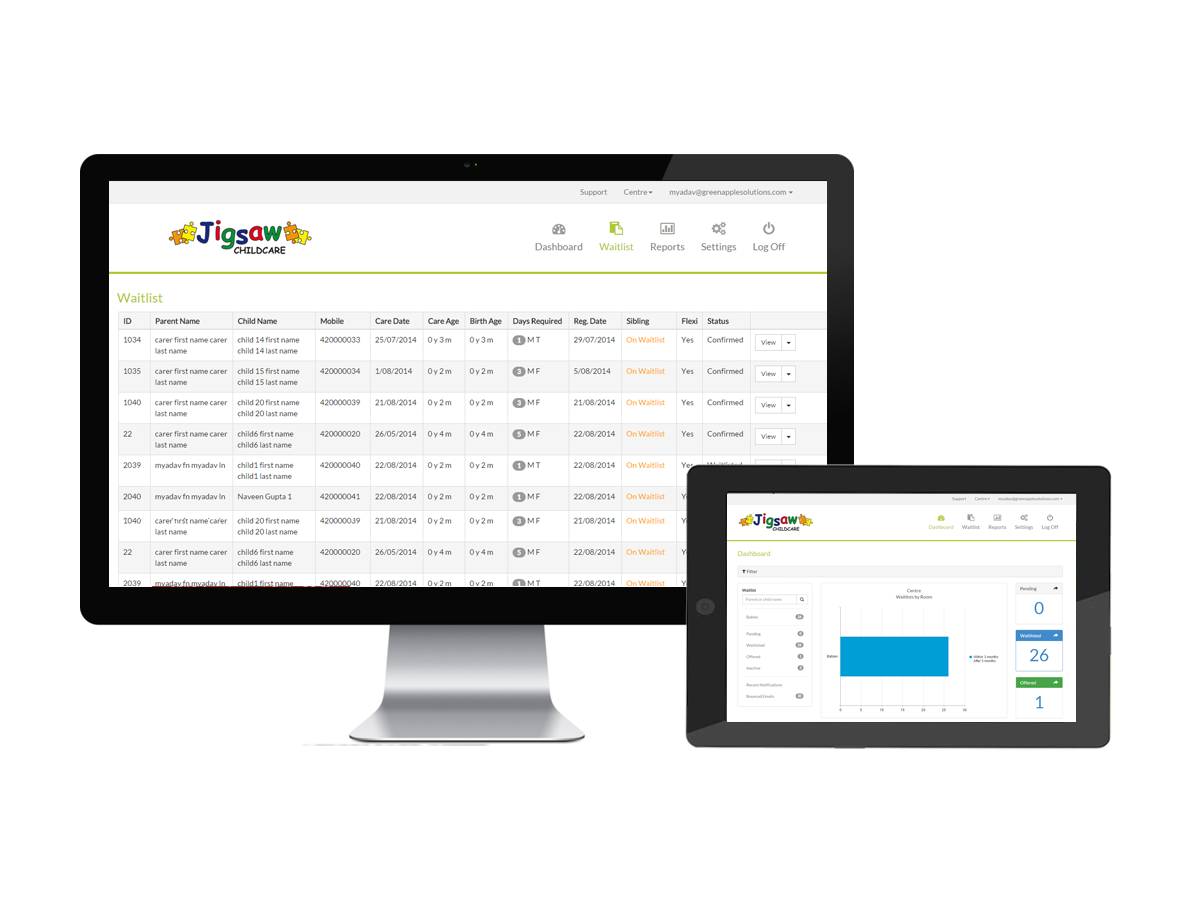 Support Centre myadav@greenapplesolutions.com
Jigsaw
CHILDCARE
Dashboard Waitlist Reports Settings Log Off
Waitlist
ID Parent Name Child Name Mobile Care Date Care Age Birth Age Days Required Reg. Date Sibling Flexi Status
1034 carer first name carer child 14 first name 420000033 25/07/2014 0 y 3 m 0 y 3 m 1 M T 29/07/2014 On Waitlist Yes Confirmed View
last name child 14 last name
1035 carer first name carer child 15 first name 420000034 1/08/2014 0 y 2 m 0 y 2 m 3 M F 5/08/2014 On Waitlist Yes Confirmed View
last name child 15 last name
1040 carer first name carer child 20 first name 420000039 21/08/2014 0 y 2 m 0 y 2 m 3 M F 21/08/2014 On Waitlist Yes Confirmed View
last name child 20 last name
22 carer first name carer child6 first name 420000020 26/05/2014 0 y 4 m 0 y 4 m 5 M F 22/08/2014 On Waitlist Yes Confirmed View
last name child6 last name
2039 myadav fn myadav ln child1 first name 420000040 22/08/2014 0 y 2 m 0 y 2 m 1 M T 22/08/2014 On Waitlist Yes Waitlisted
child1 last name
2040 myadav fn myadav ln Naveen Gupta 1 420000041 22/08/2014 0 y 2 m 0 y 2 m 1 M F 22/08/2014 On Waitlist
1040 carer first name carer child 20 first name 420000039 21/08/2014 0 y 2 m 0 y 2 m 3 M F 21/08/2014 On Waitlist
last name child 20 last name
22 carer first name carer child6 first name 420000020 26/05/2014 0 y 4 m 0 y 4 m 5 M F 22/08/2014 On Waitlist
last name child6 last name
2039 myadav fn myadav ln child1 first name 420000040 22/08/2014 0 y 2 m 0 y 2 m 1 M T 22/08/2014 On Waitlist
Support Centre myadav@greenapplesolutions.com
Jigsaw
CHILDCARE
Dashboard Waitlist Reports Settings Log Off
Dashboard
Filter
Waitlist
Parent or child name
Babies
Pending
Waitlisted
Offered
Inactive
Recent Notifications
Bounced Emails
Centre
Waitlists by Room
Babies
0 5 10 15 20 25 30
Within 3 months
After 3 months
Pending
0
Waitlisted
26
Offered
1